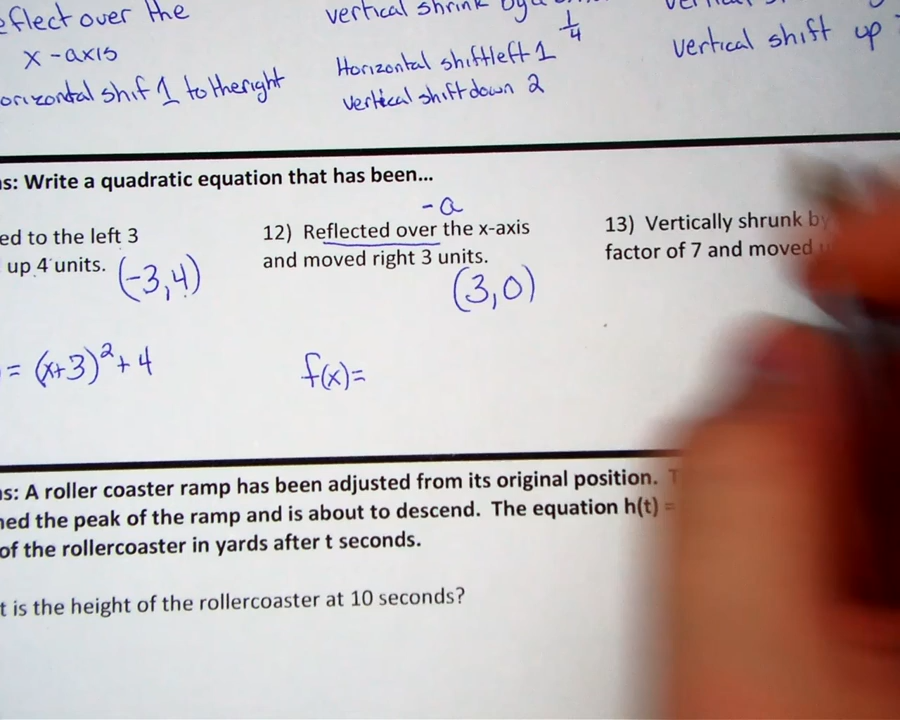 eflect over the
x-axis
orizontal shif 1 to the right
vertical shrink by a
1/4
Horizontal shift left 1
vertical shift down 2
vertical shift up
s: Write a quadratic equation that has been...
ed to the left 3
up 4 units.
(-3,4)
= (x+3)²+4
-a
12) Reflected over the x-axis
and moved right 3 units.
(3,0)
f(x)=
13) Vertically shrunk by
factor of 7 and moved
s: A roller coaster ramp has been adjusted from its original position.
ned the peak of the ramp and is about to descend. The equation h(t) =
of the rollercoaster in yards after t seconds.
t is the height of the rollercoaster at 10 seconds?